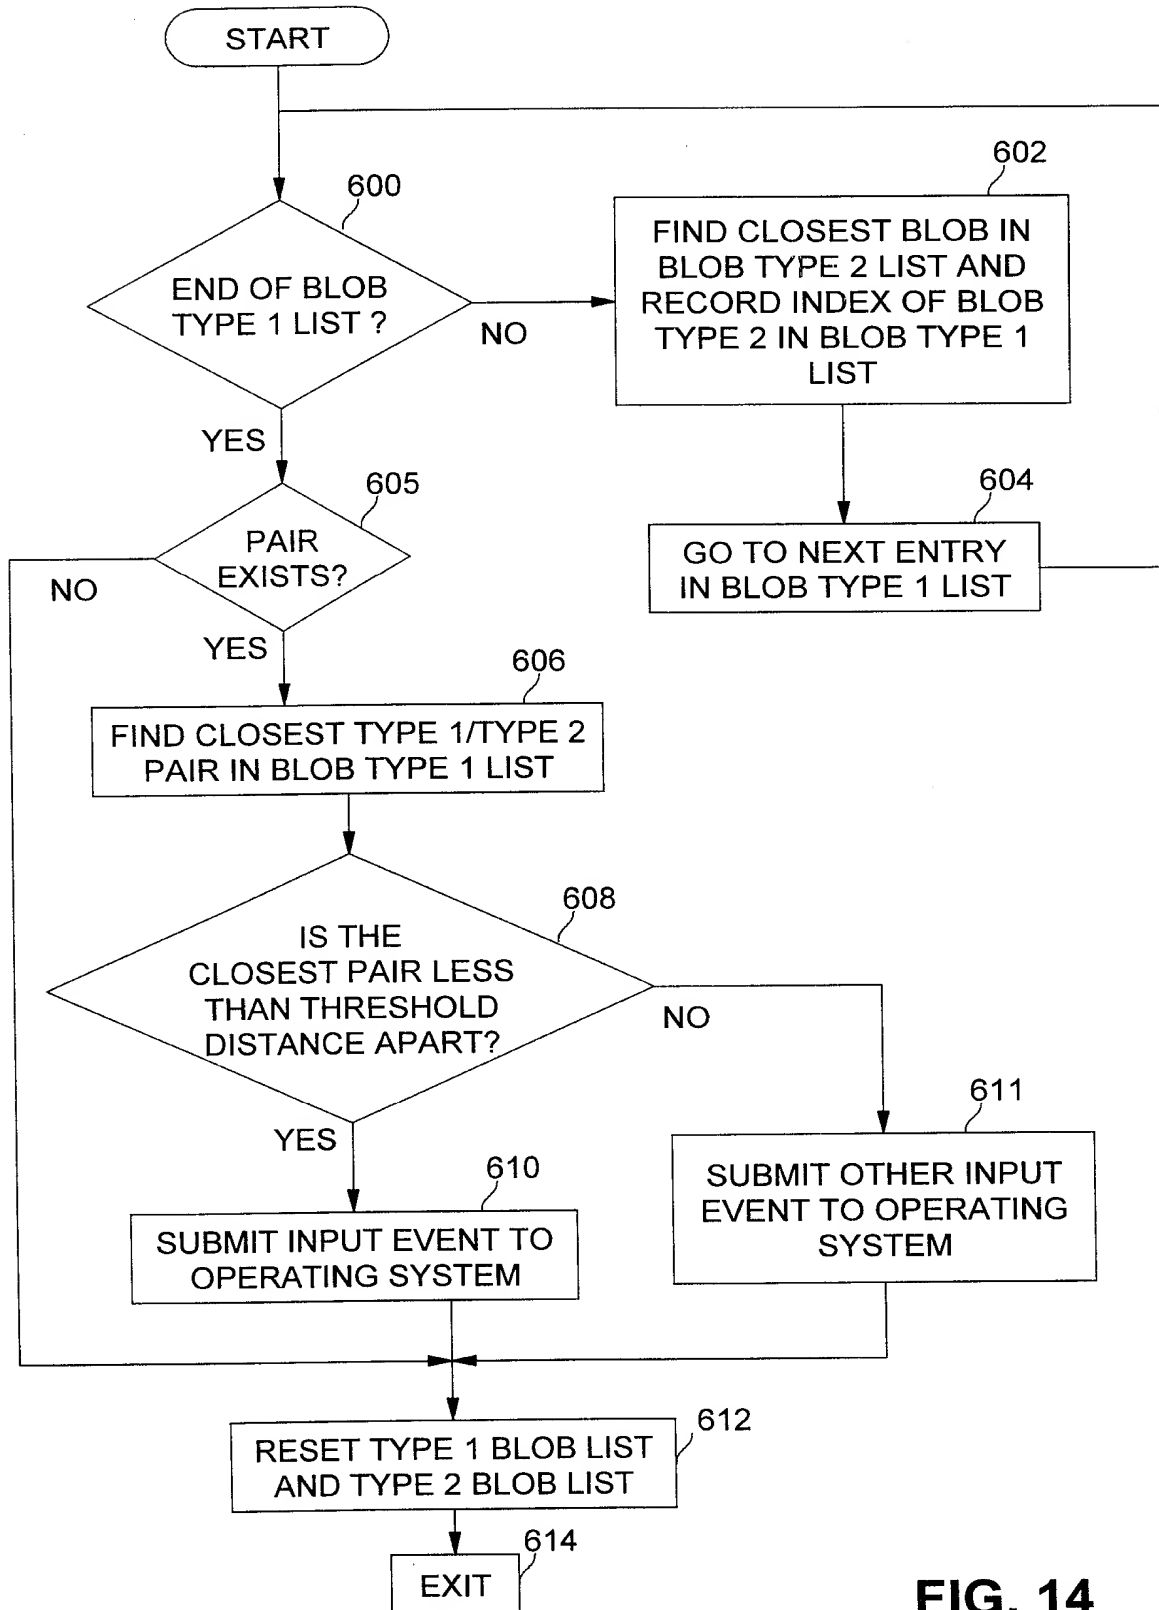 START
600
END OF BLOB
TYPE 1 LIST ?
NO
YES
602
FIND CLOSEST BLOB IN
BLOB TYPE 2 LIST AND
RECORD INDEX OF BLOB
TYPE 2 IN BLOB TYPE 1
LIST
604
GO TO NEXT ENTRY
IN BLOB TYPE 1 LIST
605
PAIR
EXISTS?
NO
YES
606
FIND CLOSEST TYPE 1/TYPE 2
PAIR IN BLOB TYPE 1 LIST
608
IS THE
CLOSEST PAIR LESS
THAN THRESHOLD
DISTANCE APART?
NO
YES
610
SUBMIT INPUT EVENT TO
OPERATING SYSTEM
611
SUBMIT OTHER INPUT
EVENT TO OPERATING
SYSTEM
612
RESET TYPE 1 BLOB LIST
AND TYPE 2 BLOB LIST
614
EXIT
FIG. 14